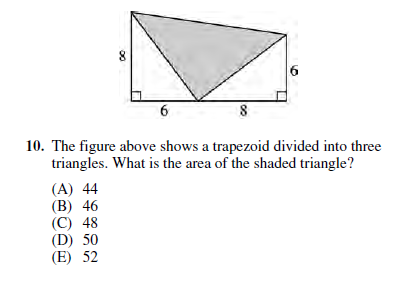 8
6
6 8
10. The figure above shows a trapezoid divided into three
triangles. What is the area of the shaded triangle?
(A) 44
(B) 46
(C) 48
(D) 50
(E) 52